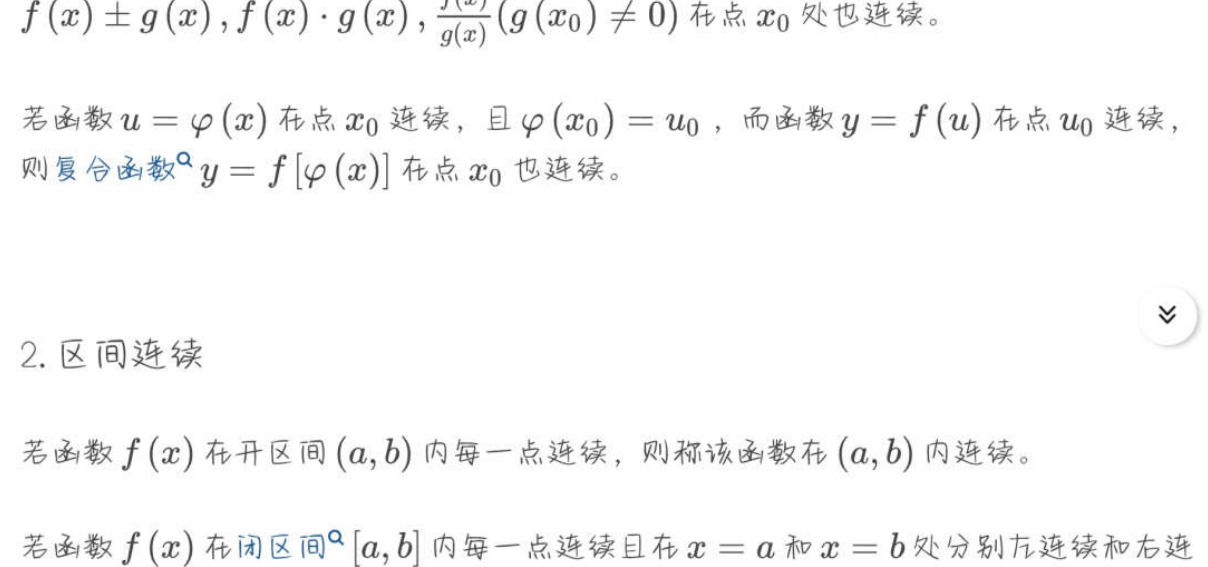 f(x) ± g(x), f(x) · g(x), f(x)/g(x) (g(x₀) ≠ 0) 在点 x₀ 处也连续。
若函数 u = φ(x) 在点 x₀ 连续，且 φ(x₀) = u₀，而函数 y = f(u) 在点 u₀ 连续，
则复合函数 y = f[φ(x)] 在点 x₀ 也连续。
2. 区间连续
若函数 f(x) 在开区间 (a, b) 内每一点连续，则称该函数在 (a, b) 内连续。
若函数 f(x) 在闭区间 [a, b] 内每一点连续且在 x = a 和 x = b 处分别左连续和右连